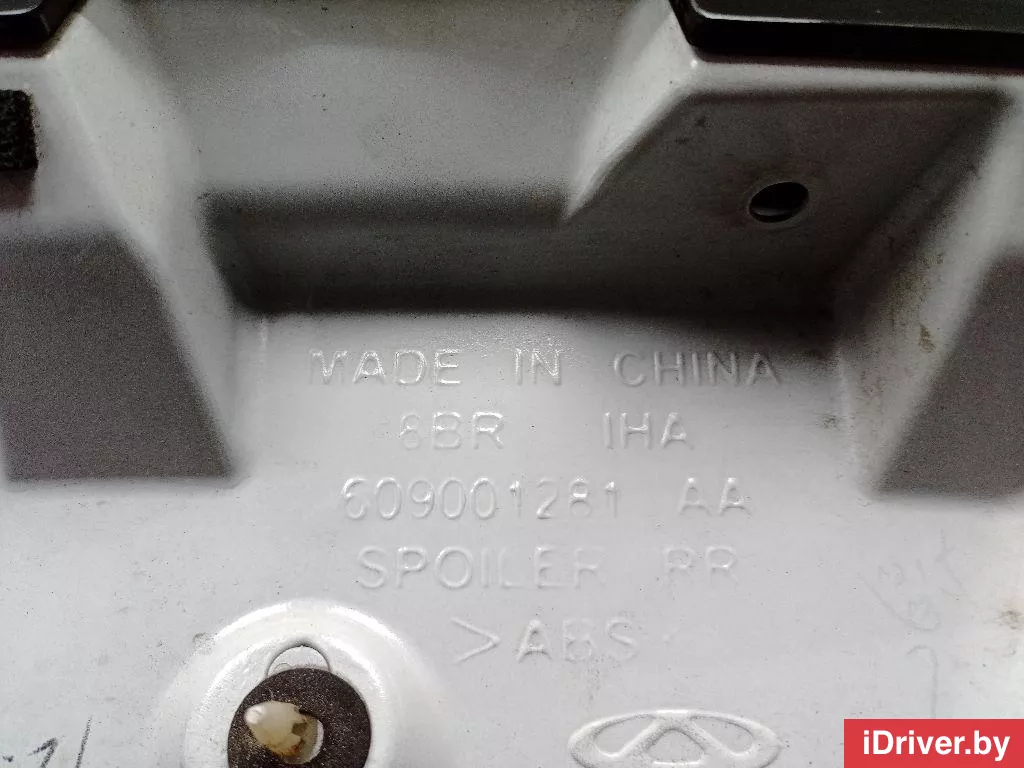 MADE IN CHINA
8BR IHA
609001281 AA
SPOILER RR
>ABS
iDriver.by